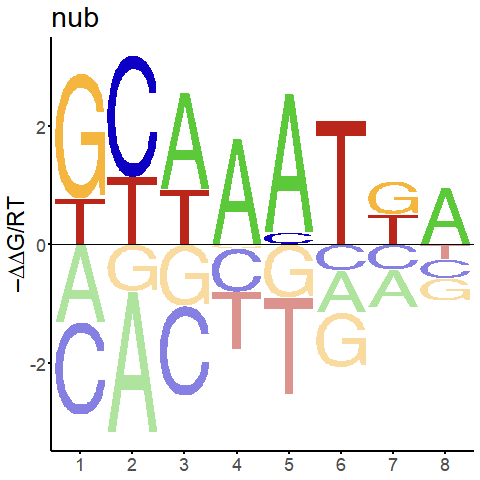 nub
−ΔΔG/RT
2
0
-2
G C A A A T G A
T T T C T
A G G C G C C T
C A C T T A A C
G G
1 2 3 4 5 6 7 8